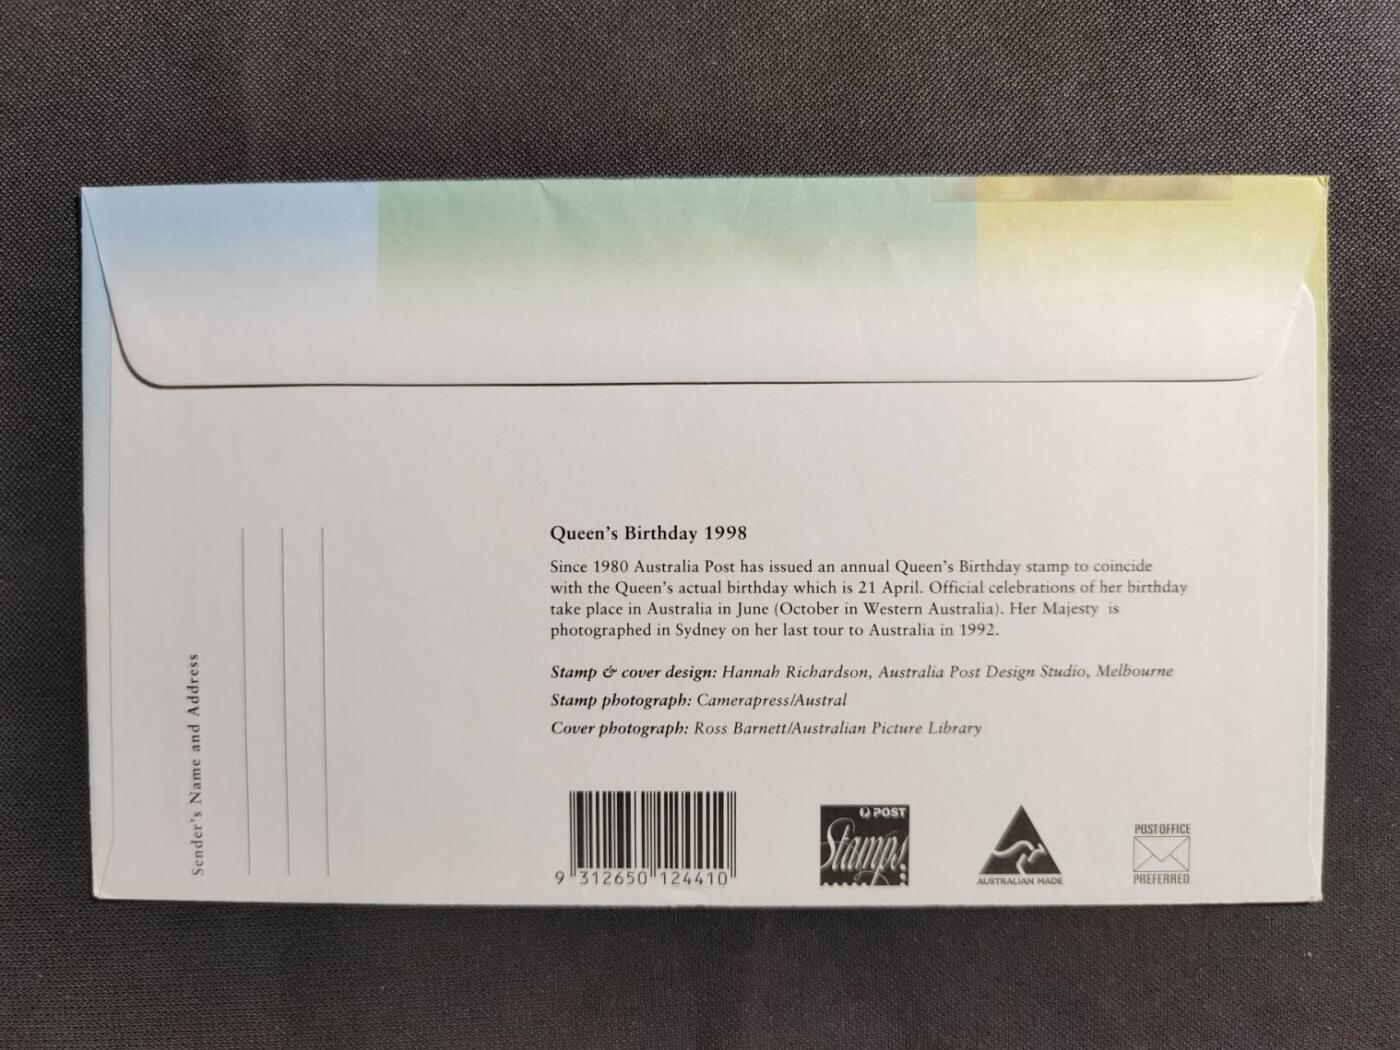 Queen's Birthday 1998
Since 1980 Australia Post has issued an annual Queen's Birthday stamp to coincide
with the Queen's actual birthday which is 21 April. Official celebrations of her birthday
take place in Australia in June (October in Western Australia). Her Majesty is
photographed in Sydney on her last tour to Australia in 1992.
Stamp & cover design: Hannah Richardson, Australia Post Design Studio, Melbourne
Stamp photograph: Camerapress/Austral
Cover photograph: Ross Barnett/Australian Picture Library
Sender's Name and Address
9 312650 124410
POST
Stamps!
AUSTRALIAN MADE
POST OFFICE
PREFERRED